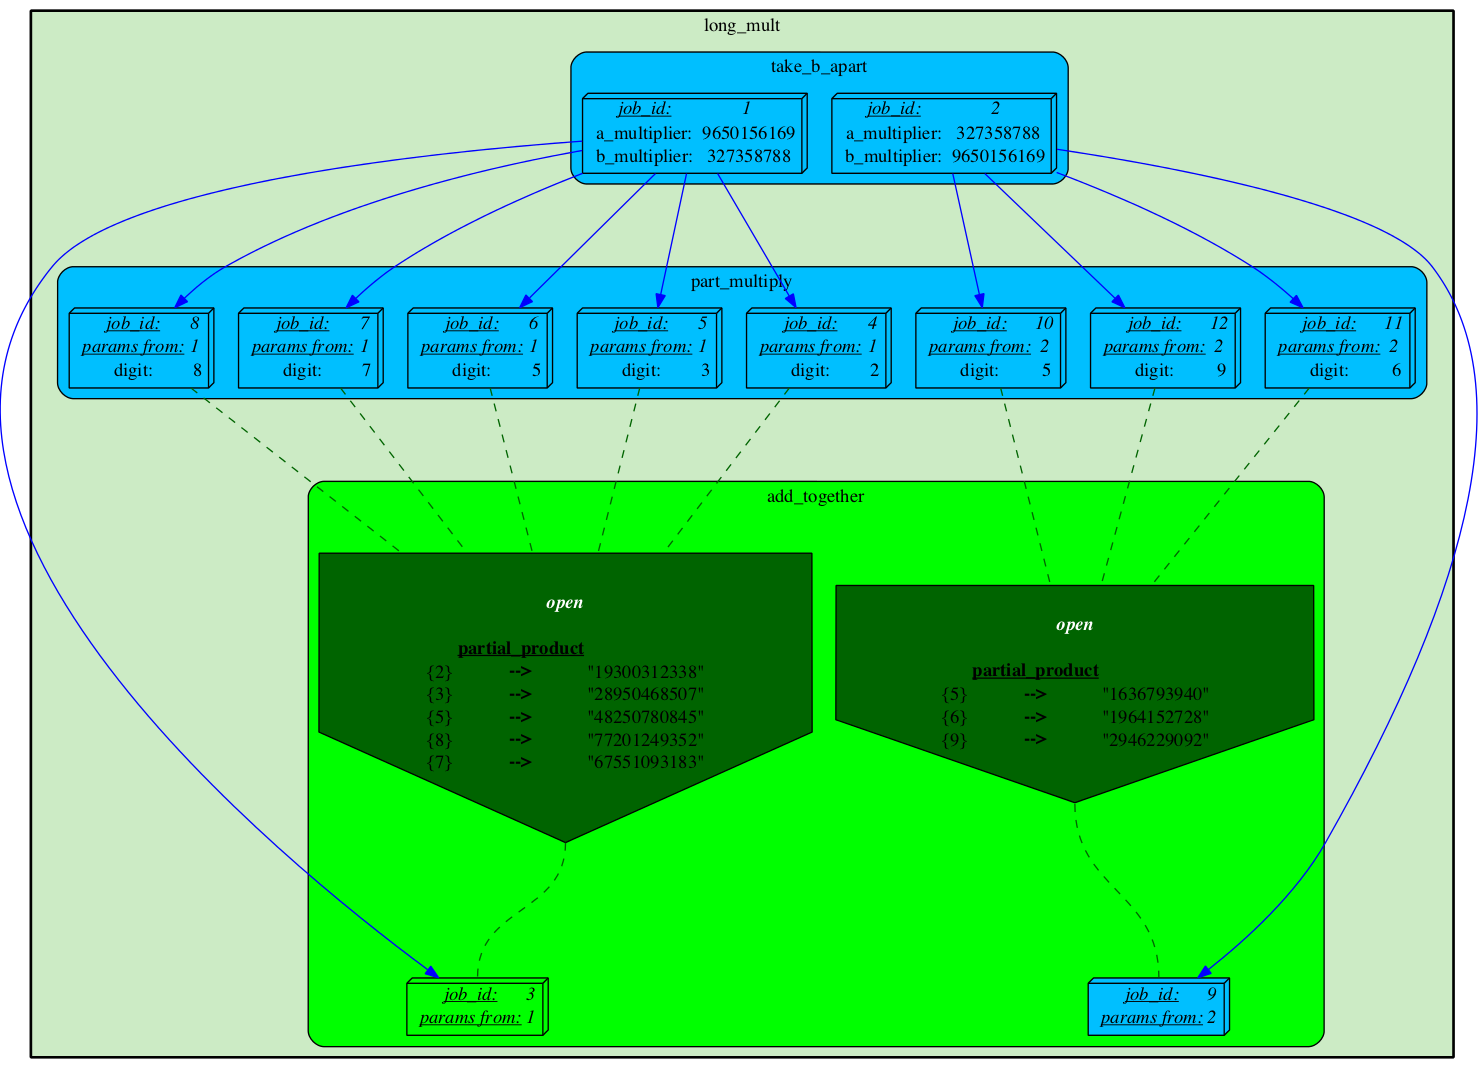 long_mult
take_b_apart
job_id: 1
a_multiplier: 9650156169
b_multiplier: 327358788
job_id: 2
a_multiplier: 327358788
b_multiplier: 9650156169
part_multiply
job_id: 8
params from: 1
digit: 8
job_id: 7
params from: 1
digit: 7
job_id: 6
params from: 1
digit: 5
job_id: 5
params from: 1
digit: 3
job_id: 4
params from: 1
digit: 2
job_id: 10
params from: 2
digit: 5
job_id: 12
params from: 2
digit: 9
job_id: 11
params from: 2
digit: 6
add_together
open
partial_product
{2} --> "19300312338"
{3} --> "28950468507"
{5} --> "48250780845"
{8} --> "77201249352"
{7} --> "67551093183"
open
partial_product
{5} --> "1636793940"
{6} --> "1964152728"
{9} --> "2946229092"
job_id: 3
params from: 1
job_id: 9
params from: 2